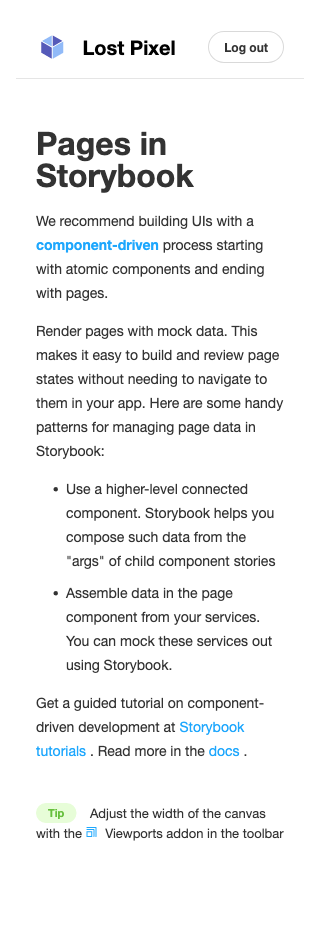 Lost Pixel
Log out
Pages in
Storybook
We recommend building UIs with a
component-driven process starting
with atomic components and ending
with pages.
Render pages with mock data. This
makes it easy to build and review page
states without needing to navigate to
them in your app. Here are some handy
patterns for managing page data in
Storybook:
• Use a higher-level connected
component. Storybook helps you
compose such data from the
"args" of child component stories
• Assemble data in the page
component from your services.
You can mock these services out
using Storybook.
Get a guided tutorial on component-
driven development at Storybook
tutorials . Read more in the docs .
Tip Adjust the width of the canvas
with the Viewports addon in the toolbar